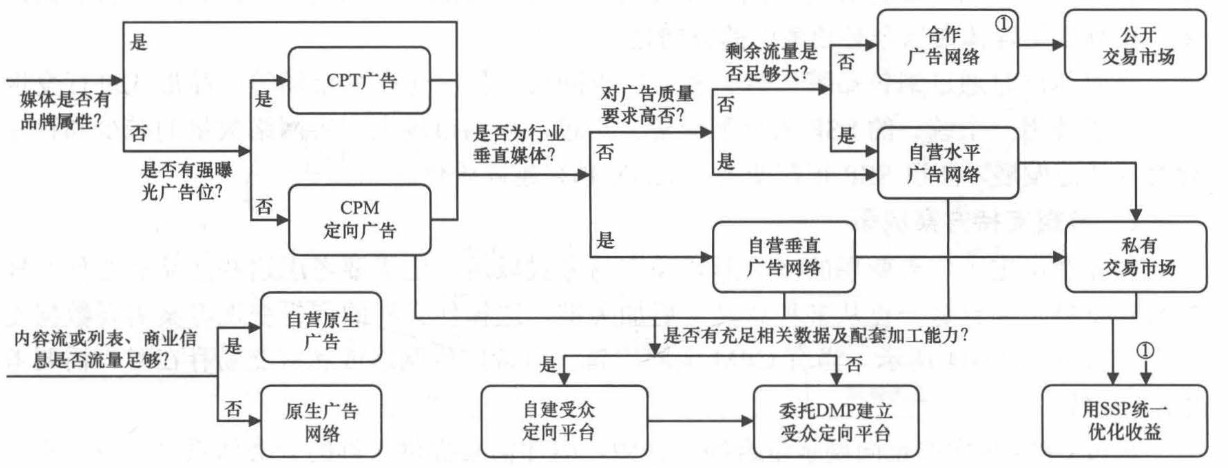 是
媒体是否有
品牌属性？
否
是
CPT广告
是否有强曝
光广告位？
否
CPM
定向广告
是否为行业
垂直媒体？
否
是
对广告质量
要求高否？
否
是
剩余流量是
否足够大？
否
是
合作
广告网络
①
公开
交易市场
自营水平
广告网络
自营垂直
广告网络
私有
交易市场
内容流或列表、商业信
息是否流量足够？
是
自营原生
广告
否
原生广告
网络
是否有充足相关数据及配套加工能力？
是
否
自建受众
定向平台
委托DMP建立
受众定向平台
①
用SSP统一
优化收益